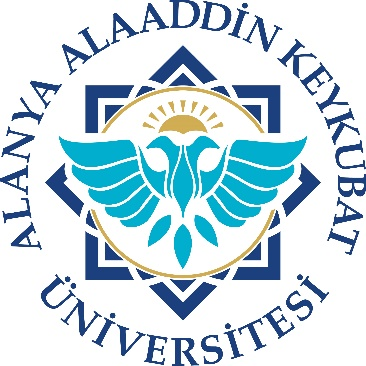 ALANYA ALAADDİN KEYKUBAT
ÜNİVERSİTESİ